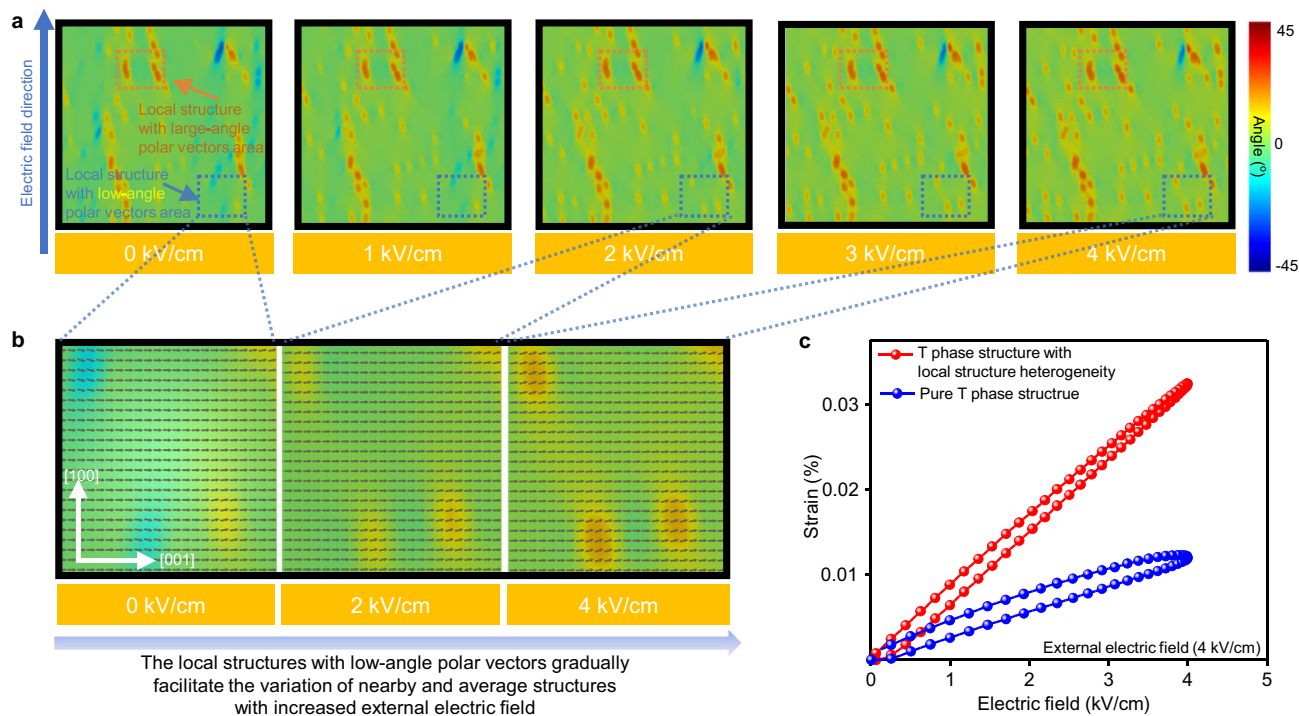 a
Electric field direction
Local structure
with large-angle
polar vectors area
Local structure
with low-angle
polar vectors area
0 kV/cm
1 kV/cm
2 kV/cm
3 kV/cm
4 kV/cm
45
0
-45
Angle (º)
b
[100]
[001]
0 kV/cm
2 kV/cm
4 kV/cm
The local structures with low-angle polar vectors gradually
facilitate the variation of nearby and average structures
with increased external electric field
c
T phase structure with
local structure heterogeneity
Pure T phase structrue
Strain (%)
0.03
0.02
0.01
0
External electric field (4 kV/cm)
0 1 2 3 4 5
Electric field (kV/cm)